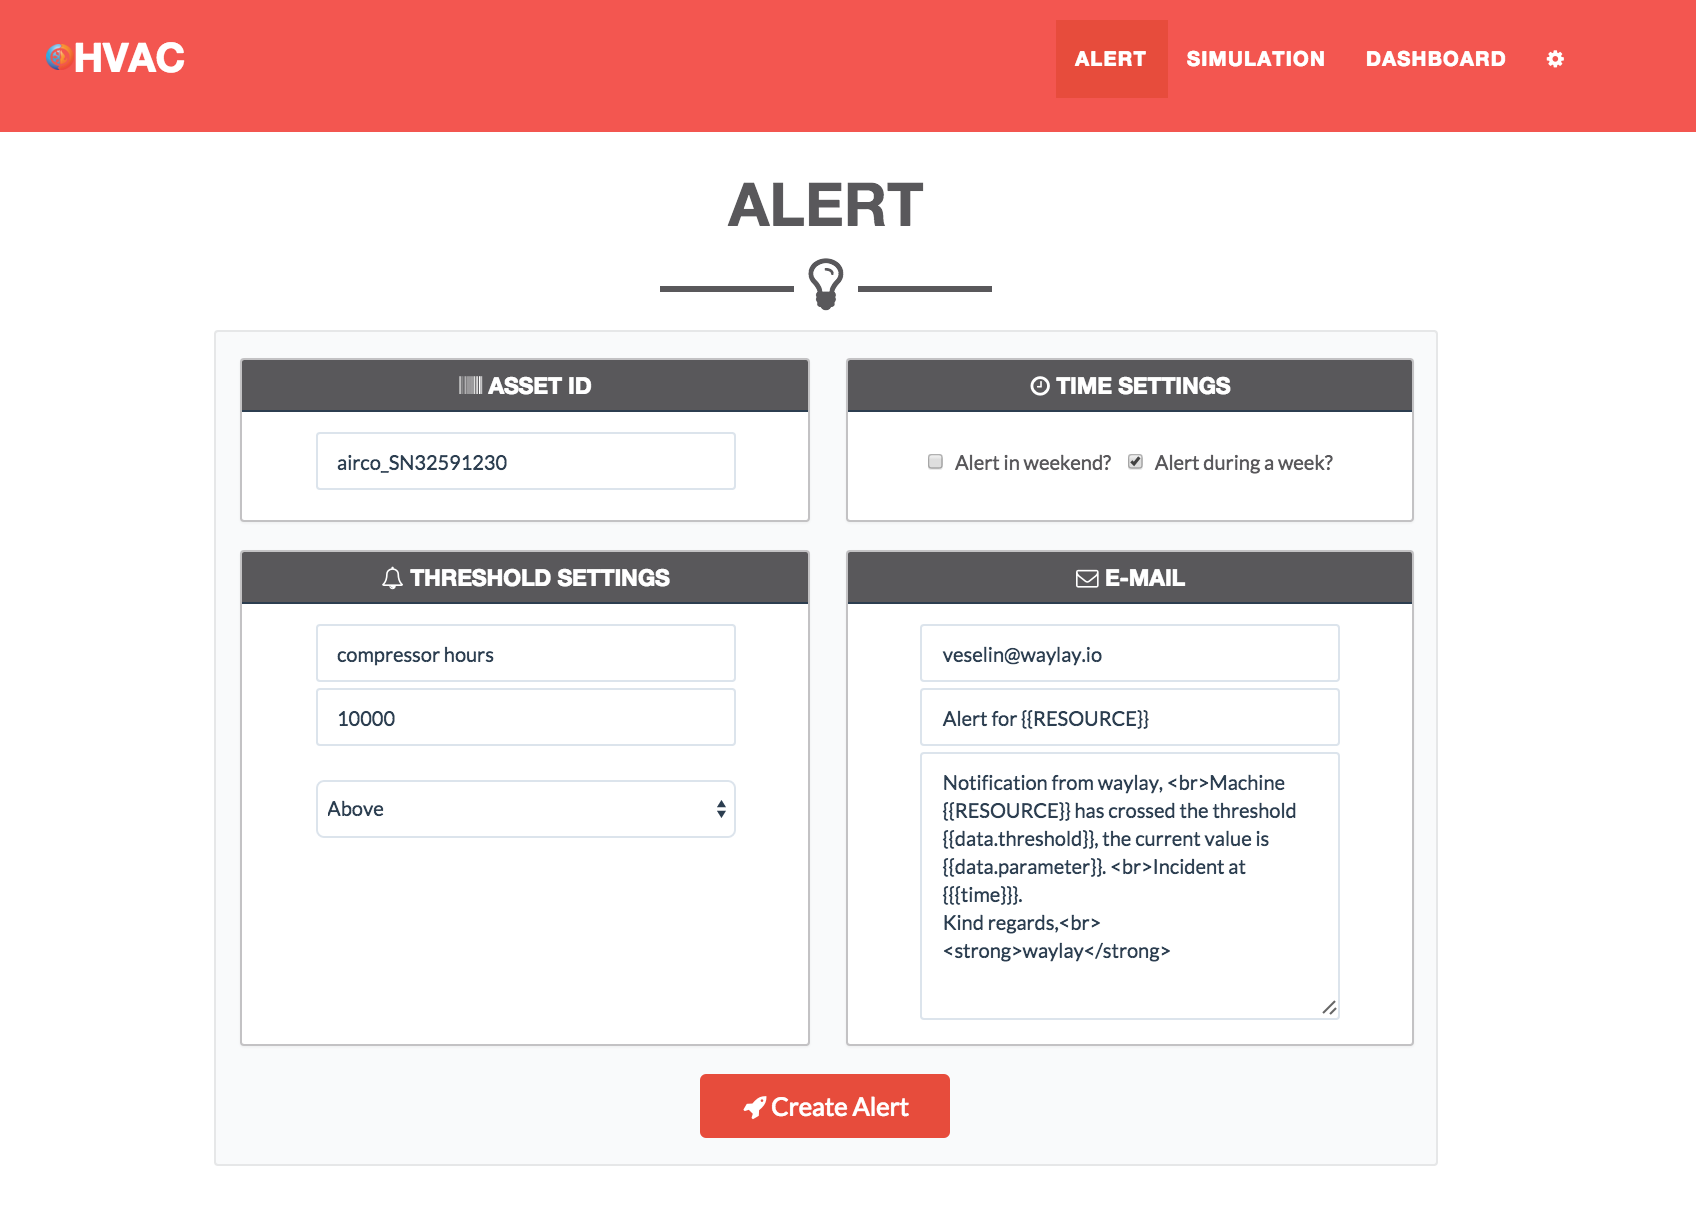 HVAC
ALERT
SIMULATION
DASHBOARD
ALERT
ASSET ID
airco_SN32591230
TIME SETTINGS
Alert in weekend?
Alert during a week?
THRESHOLD SETTINGS
compressor hours
10000
Above
E-MAIL
veselin@waylay.io
Alert for {{RESOURCE}}
Notification from waylay, <br>Machine
{{RESOURCE}} has crossed the threshold
{{data.threshold}}, the current value is
{{data.parameter}}. <br>Incident at
{{{time}}}.
Kind regards,<br>
<strong>waylay</strong>
Create Alert